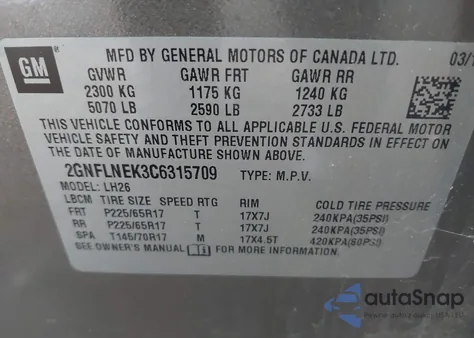 GM
MFD BY GENERAL MOTORS OF CANADA LTD. 03/1
GVWR GAWR FRT GAWR RR
2300 KG 1175 KG 1240 KG
5070 LB 2590 LB 2733 LB
THIS VEHICLE CONFORMS TO ALL APPLICABLE U.S. FEDERAL MOTOR
VEHICLE SAFETY AND THEFT PREVENTION STANDARDS IN EFFECT ON
THE DATE OF MANUFACTURE SHOWN ABOVE.
2GNFLNEK3C6315709 TYPE: M.P.V.
MODEL: LH26
LBCM TIRE SIZE SPEED RTG RIM COLD TIRE PRESSURE
FRT P225/65R17 T 17X7J 240KPA(35PSI)
RR P225/65R17 T 17X7J 240KPA(35PSI)
SPA T145/70R17 M 17X4.5T 420KPA(60PSI)
SEE OWNER'S MANUAL FOR MORE INFORMATION
autoSnap